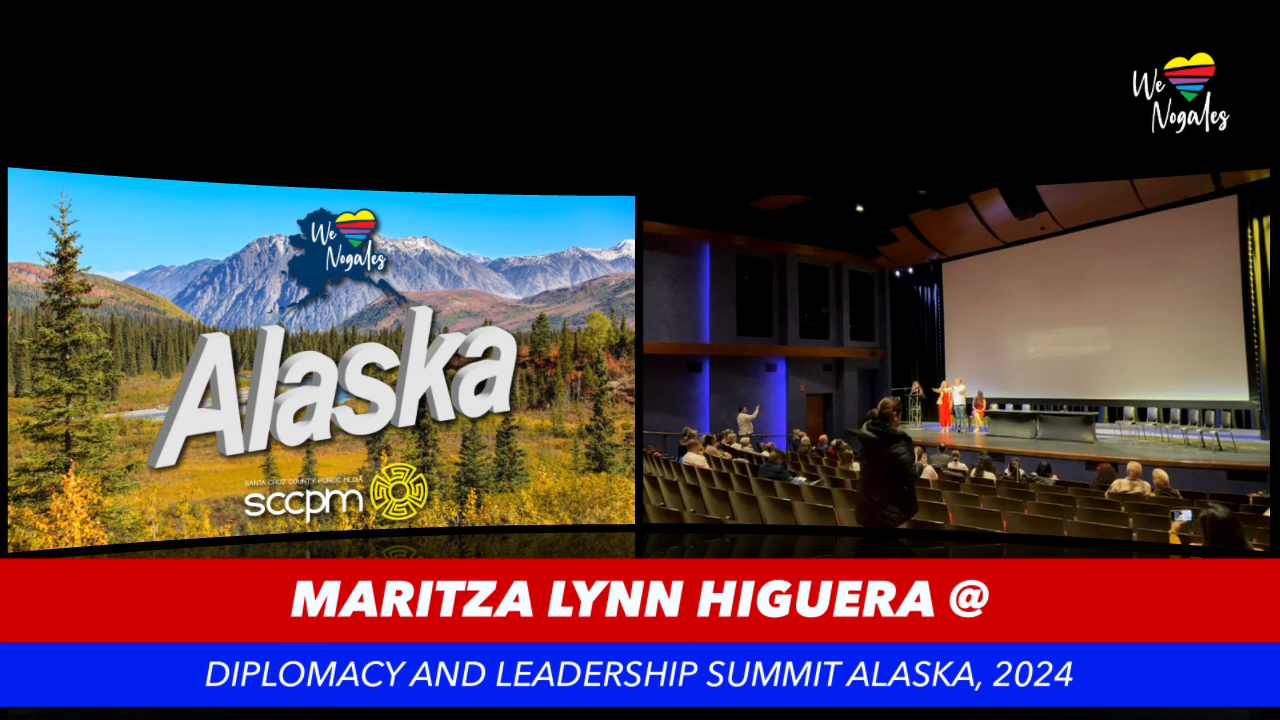 We
Nogales
We
Nogales
Alaska
SANTA CRUZ COUNTY PUBLIC MEDIA
sccpm
MARITZA LYNN HIGUERA @
DIPLOMACY AND LEADERSHIP SUMMIT ALASKA, 2024